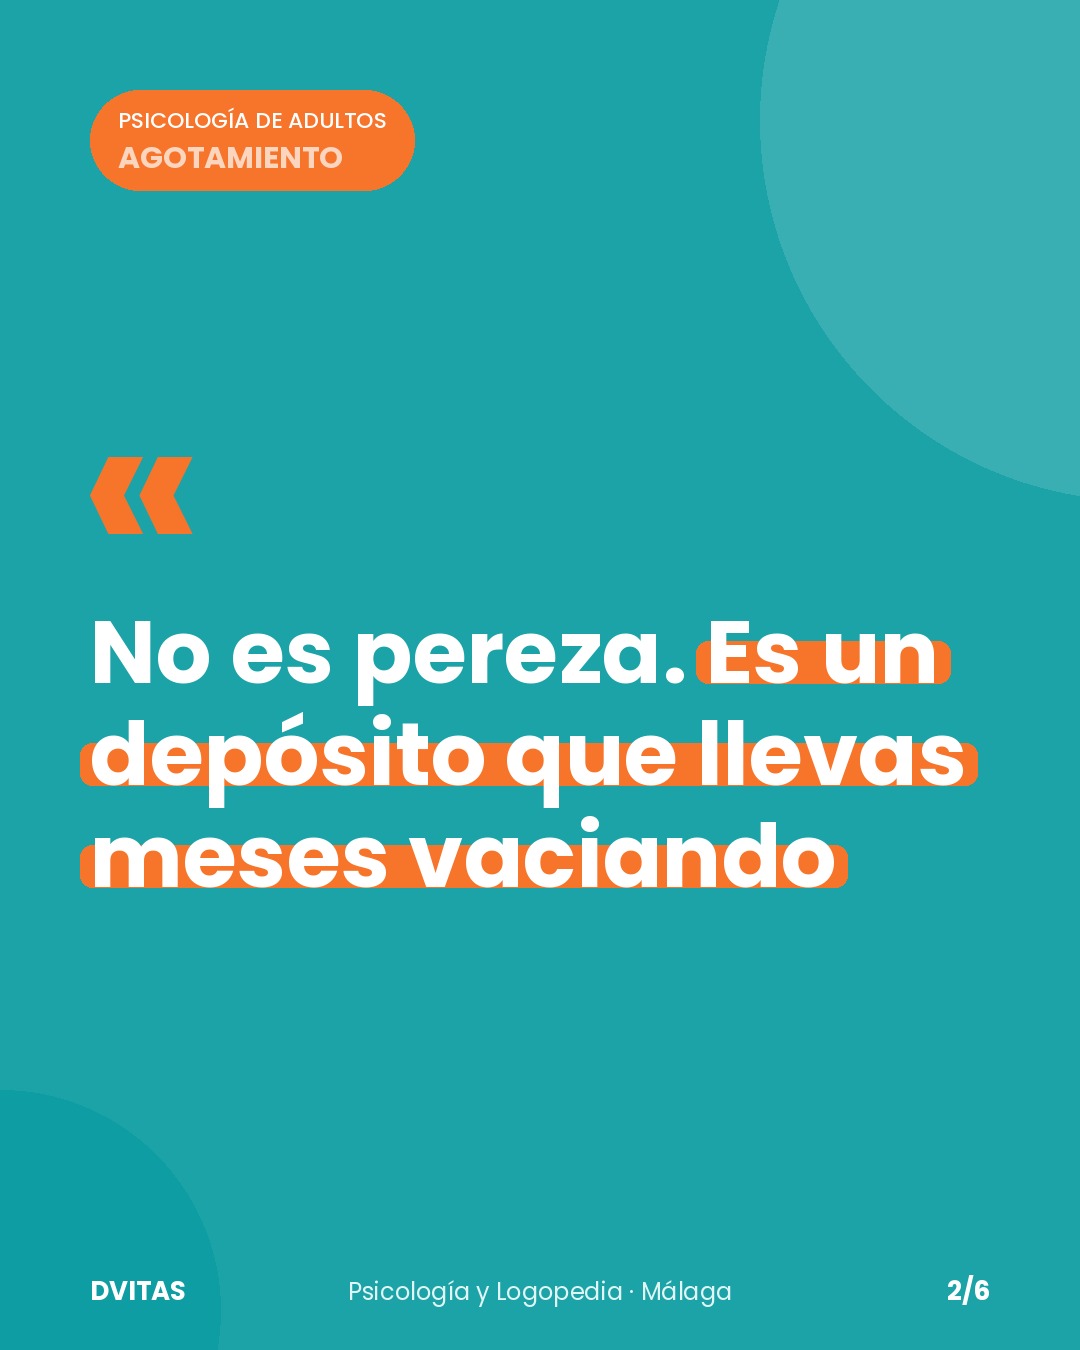 PSICOLOGÍA DE ADULTOS
AGOTAMIENTO
«
No es pereza. Es un
depósito que llevas
meses vaciando
DVITAS
Psicología y Logopedia · Málaga
2/6